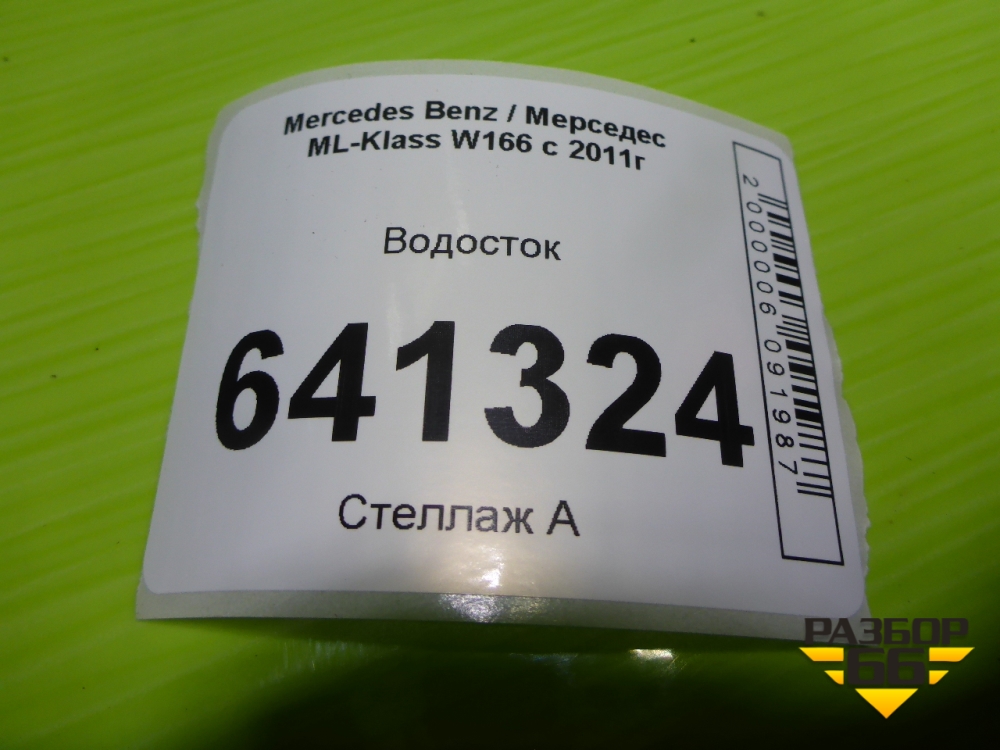 Mercedes Benz / Мерседес
ML-Klass W166 с 2011г
Водосток
641324
Стеллаж А
2000006091987
РАЗБОР
66